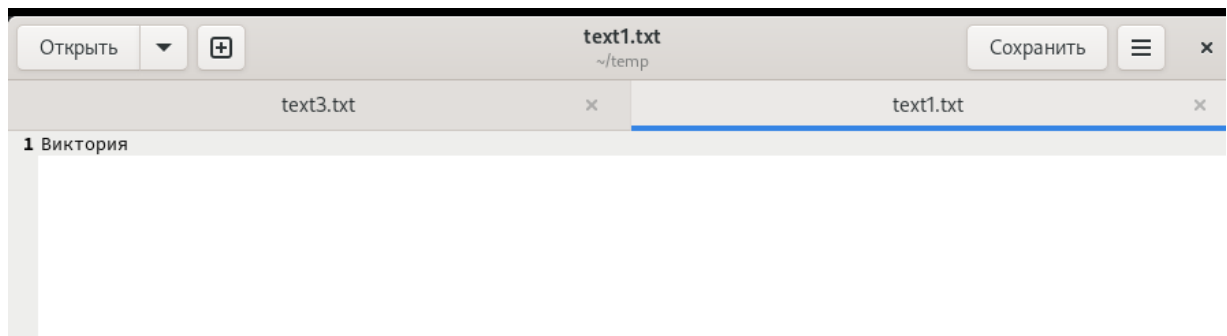 Открыть
text1.txt
~/temp
Сохранить
text3.txt
text1.txt
1 Виктория